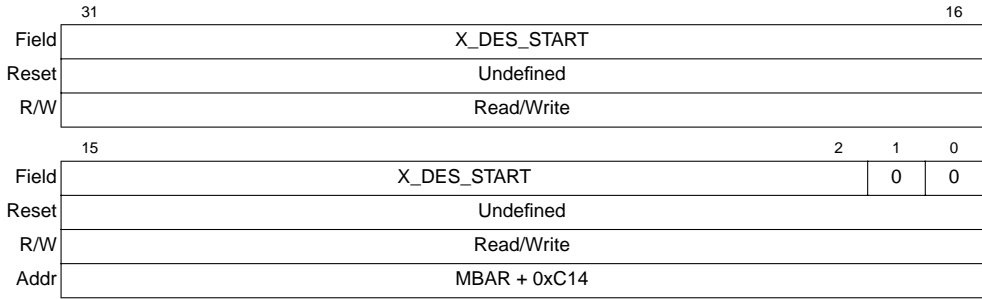 31 16
Field X_DES_START
Reset Undefined
R/W Read/Write
15 2 1 0
Field X_DES_START 0 0
Reset Undefined
R/W Read/Write
Addr MBAR + 0xC14